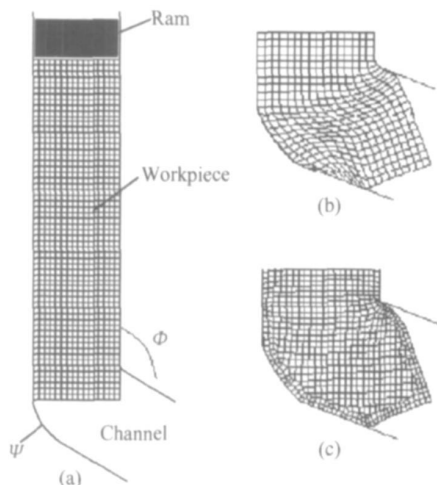 Ram
Workpiece
(b)
Φ
Channel
Ψ
(a)
(c)